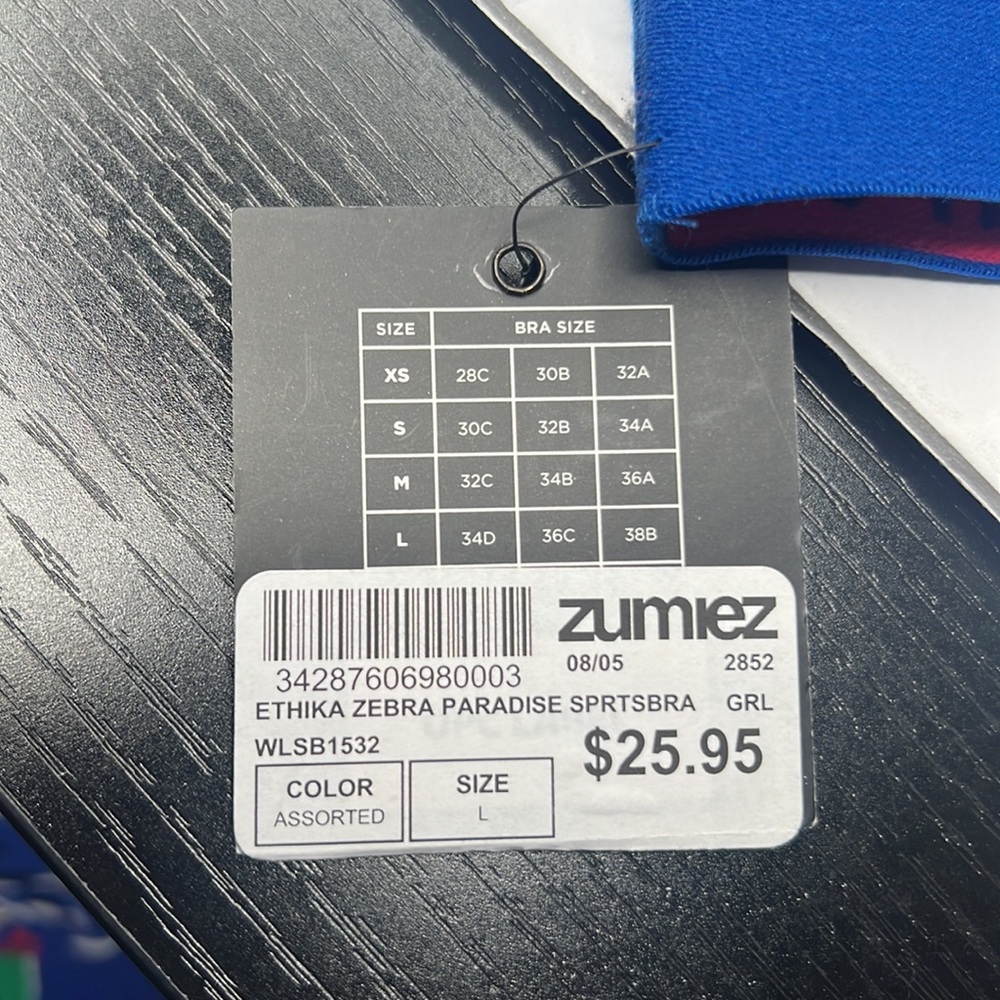 SIZE BRA SIZE
XS 28C 30B 32A
S 30C 32B 34A
M 32C 34B 36A
L 34D 36C 38B
zumiez
34287606980003 08/05 2852
ETHIKA ZEBRA PARADISE SPRTSBRA GRL
WLSB1532 $25.95
COLOR SIZE
ASSORTED L